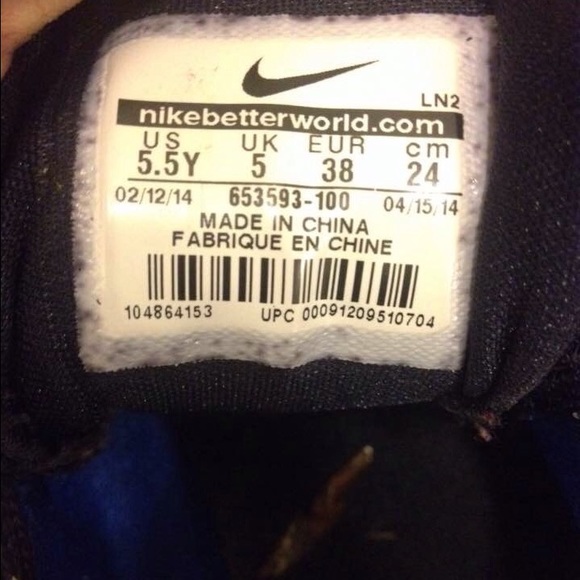 LN2
nikebetterworld.com
US UK EUR cm
5.5Y 5 38 24
02/12/14 653593-100 04/15/14
MADE IN CHINA
FABRIQUE EN CHINE
104864153 UPC 00091209510704